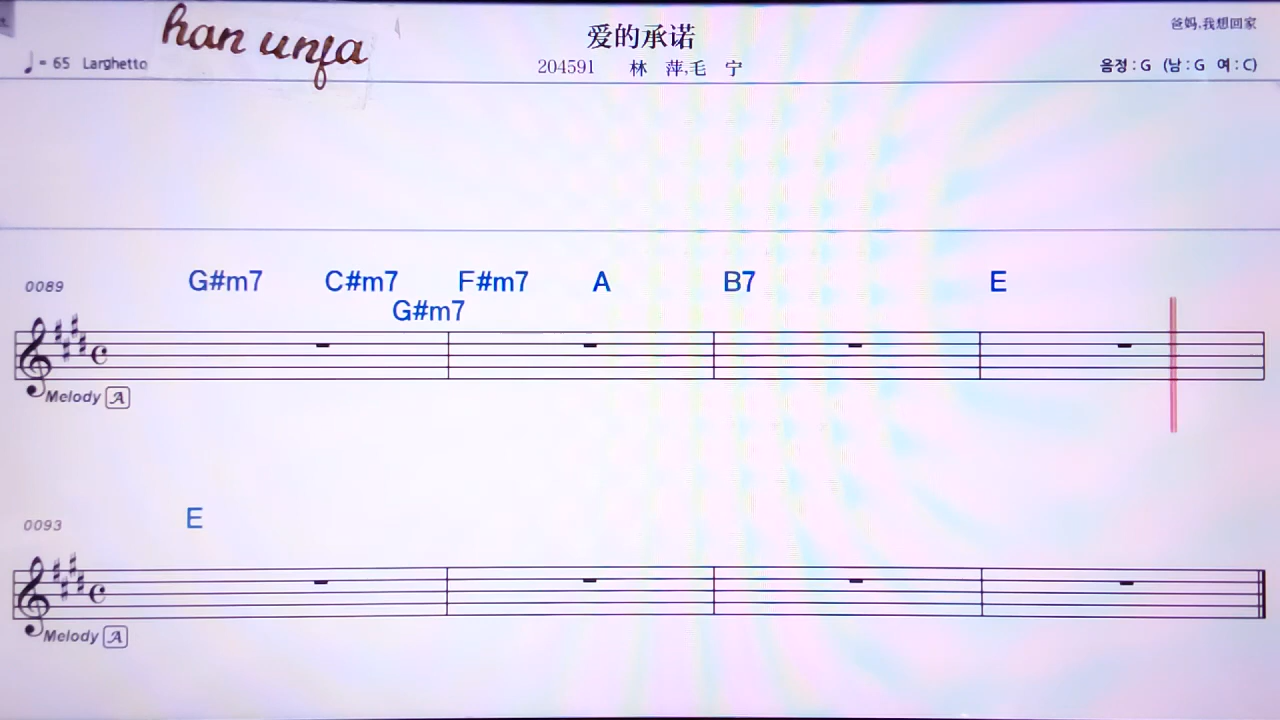 han unfa
爱的承诺
爸妈,我想回家
♩ = 65 Larghetto
204591 林 萍,毛 宁
음정 : G (남 : G 여 : C)
0089 G#m7 C#m7 F#m7 A B7 E
G#m7
Melody A
0093 E
Melody A